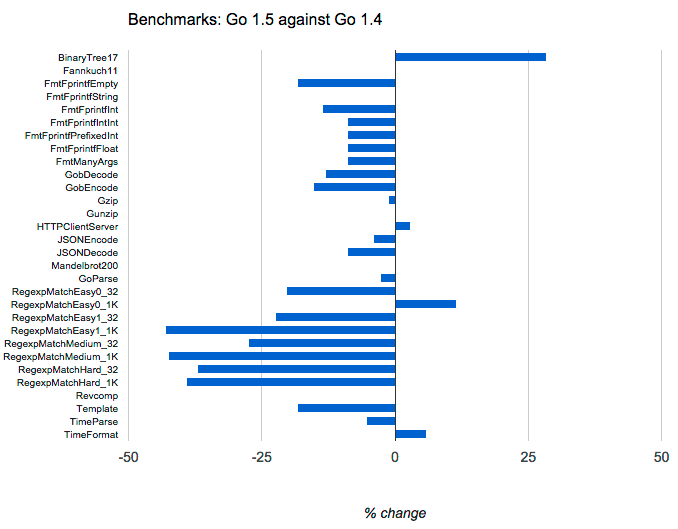 Benchmarks: Go 1.5 against Go 1.4
BinaryTree17
Fannkuch11
FmtFprintfEmpty
FmtFprintfString
FmtFprintfInt
FmtFprintfIntInt
FmtFprintfPrefixedInt
FmtFprintfFloat
FmtManyArgs
GobDecode
GobEncode
Gzip
Gunzip
HTTPClientServer
JSONEncode
JSONDecode
Mandelbrot200
GoParse
RegexpMatchEasy0_32
RegexpMatchEasy0_1K
RegexpMatchEasy1_32
RegexpMatchEasy1_1K
RegexpMatchMedium_32
RegexpMatchMedium_1K
RegexpMatchHard_32
RegexpMatchHard_1K
Revcomp
Template
TimeParse
TimeFormat
-50 -25 0 25 50
% change